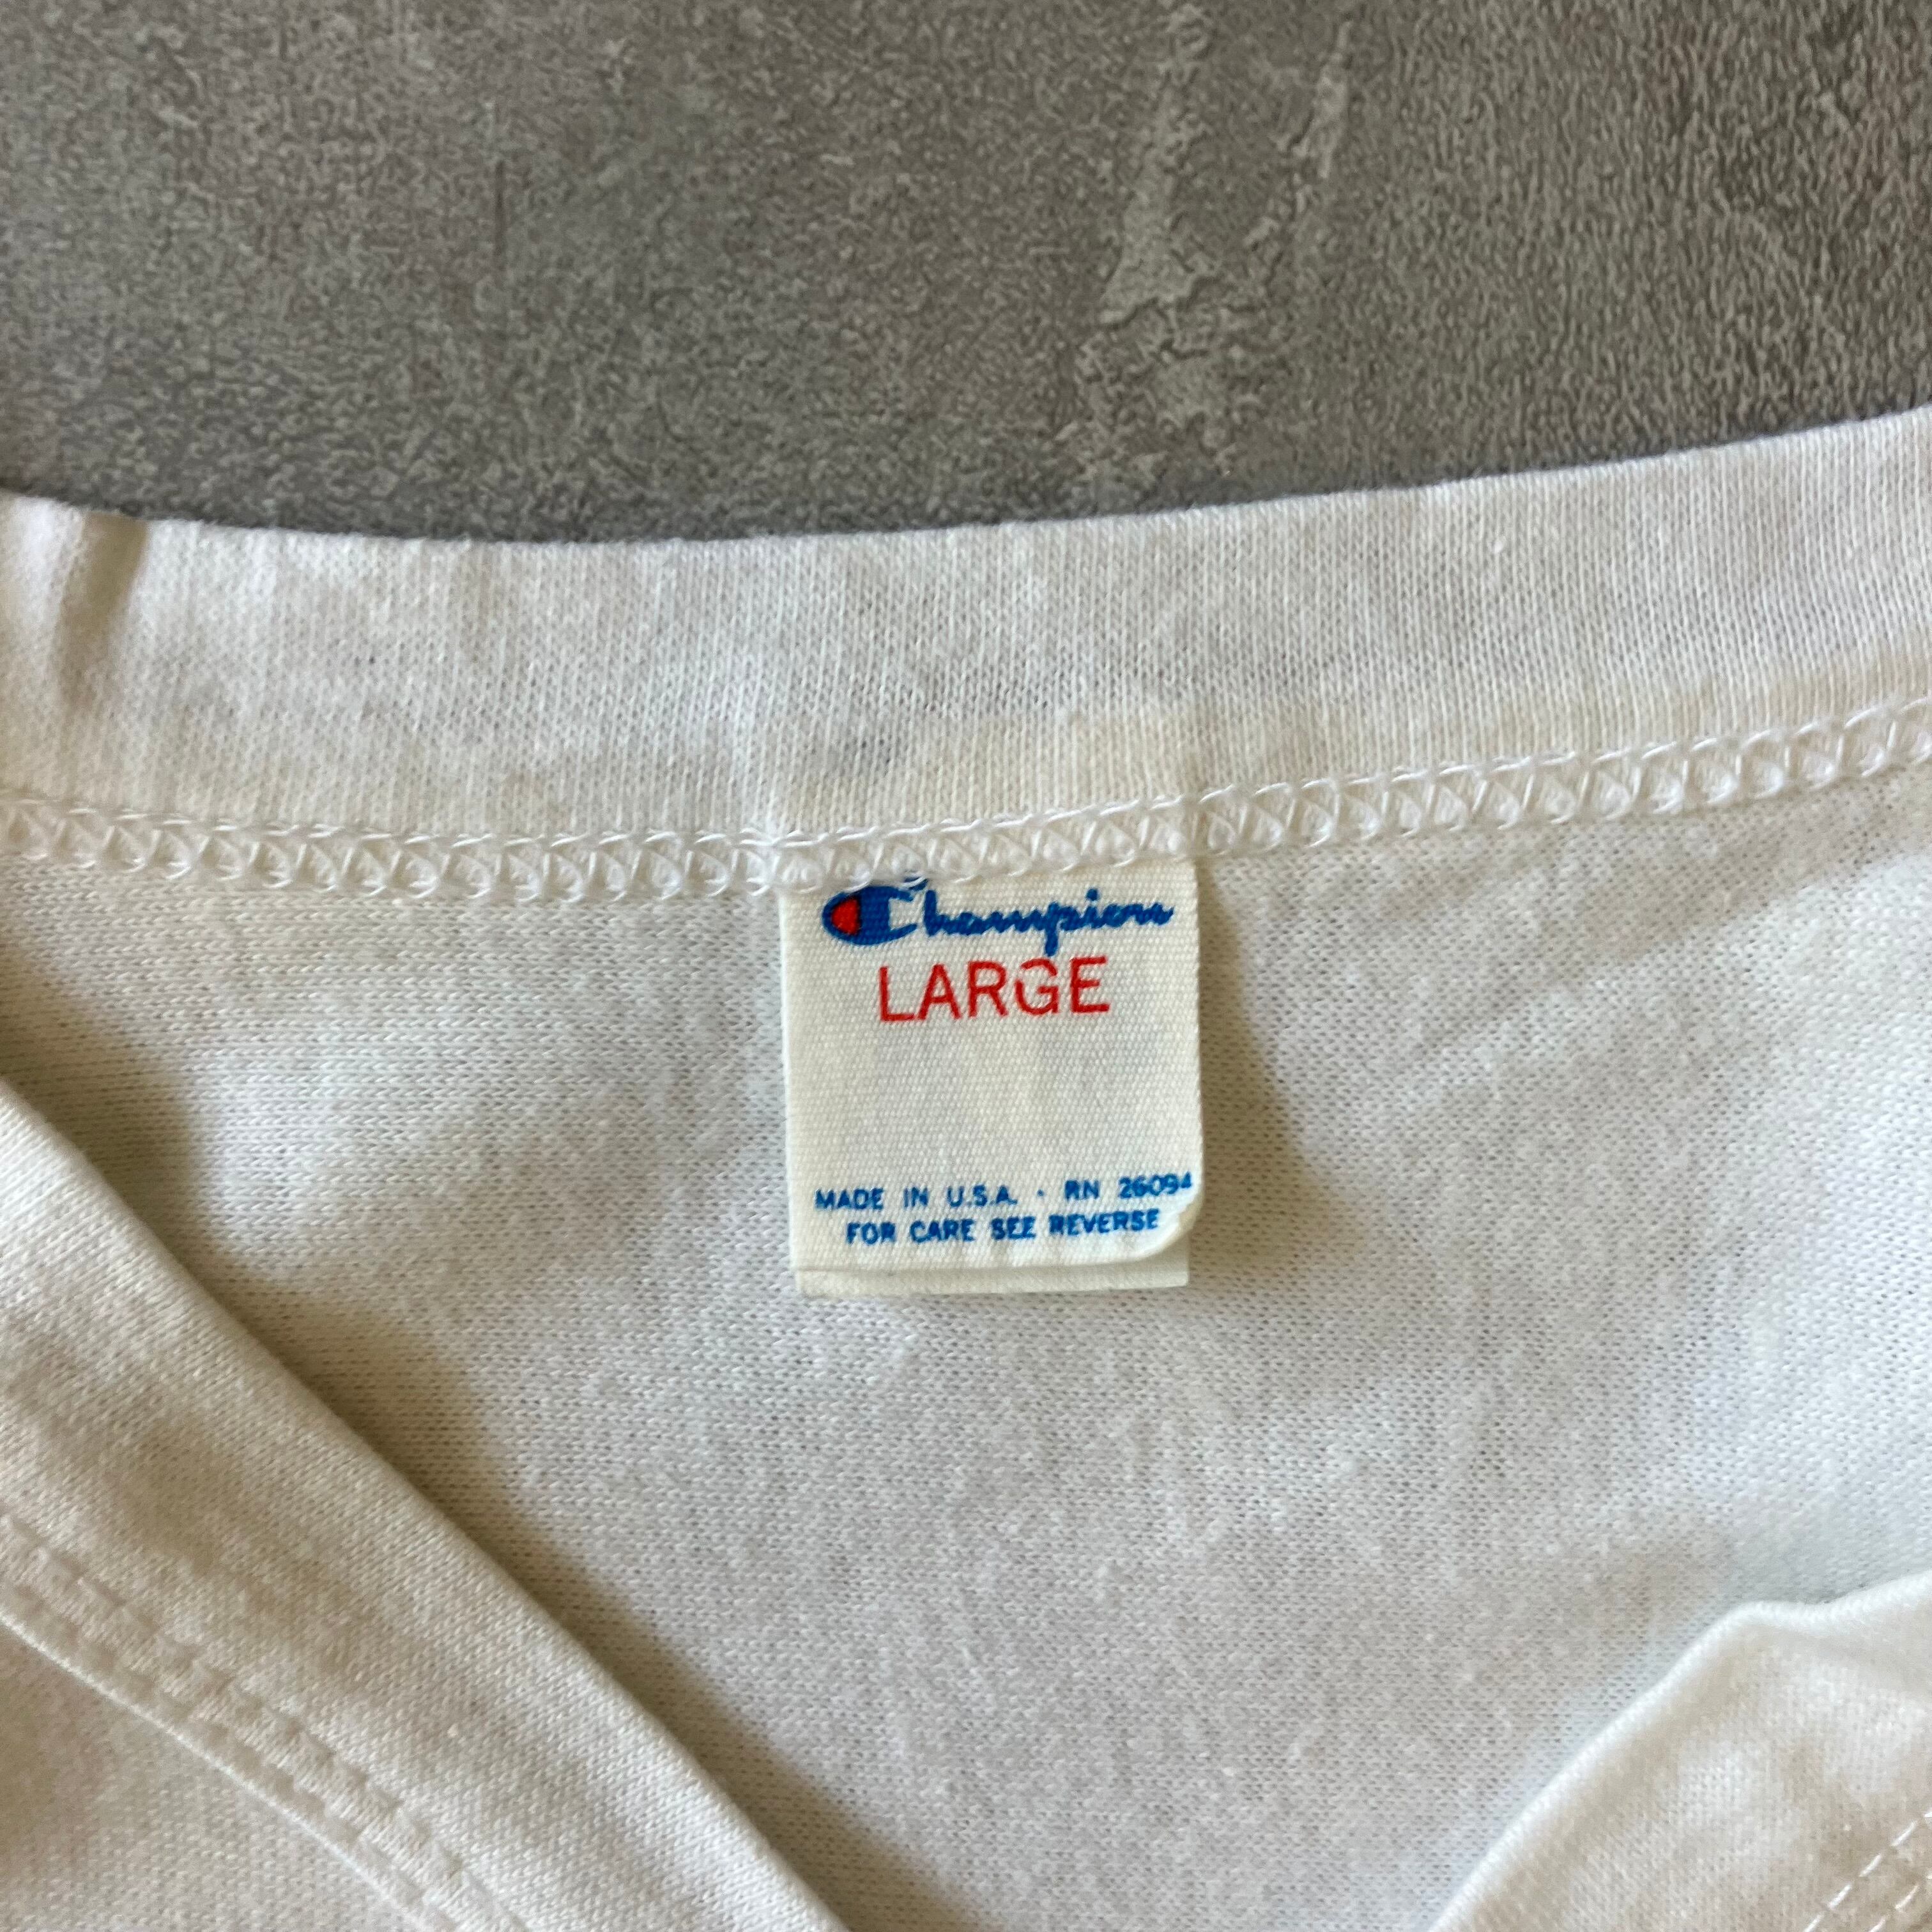 Champion
LARGE
MADE IN U.S.A. · RN 26094
FOR CARE SEE REVERSE